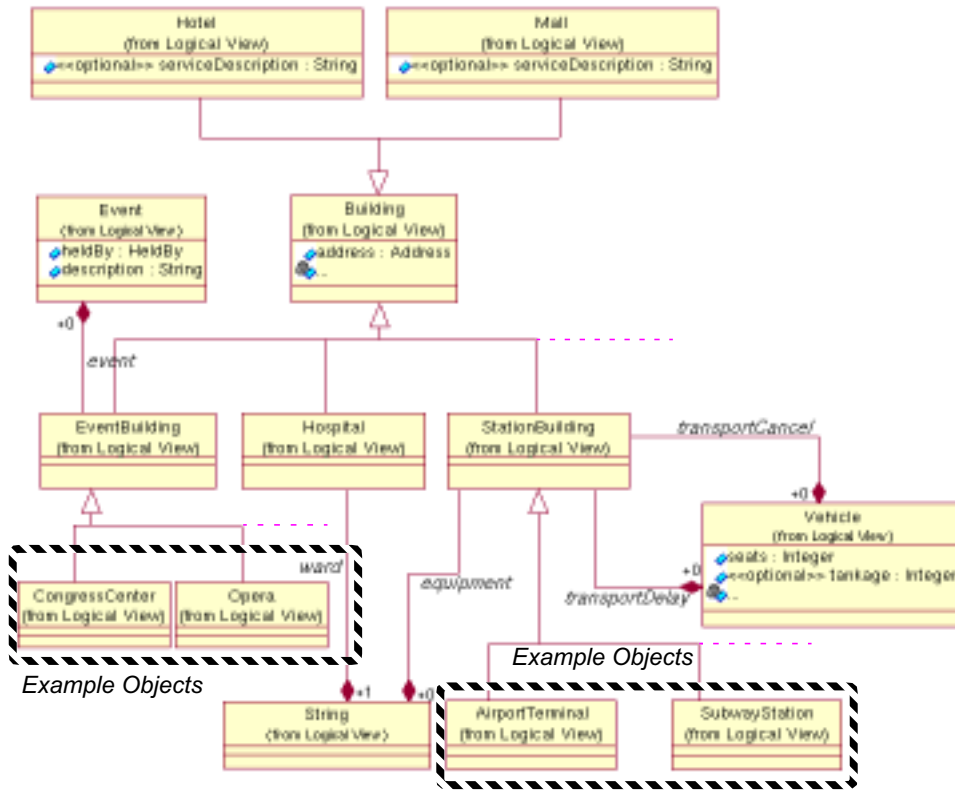 Hotel
(from Logical View)
<<optional>> serviceDescription : String
Mall
(from Logical View)
<<optional>> serviceDescription : String
Event
(from Logical View)
heldBy : HeldBy
description : String
Building
(from Logical View)
address : Address
..
+0
event
EventBuilding
(from Logical View)
Hospital
(from Logical View)
StationBuilding
(from Logical View)
transportCancel
+0
Vehicle
(from Logical View)
seats : Integer
<<optional>> tankage : Integer
..
+0
transportDelay
ward
equipment
CongressCenter
(from Logical View)
Opera
(from Logical View)
Example Objects
Example Objects
+1
+0
String
(from Logical View)
AirportTerminal
(from Logical View)
SubwayStation
(from Logical View)